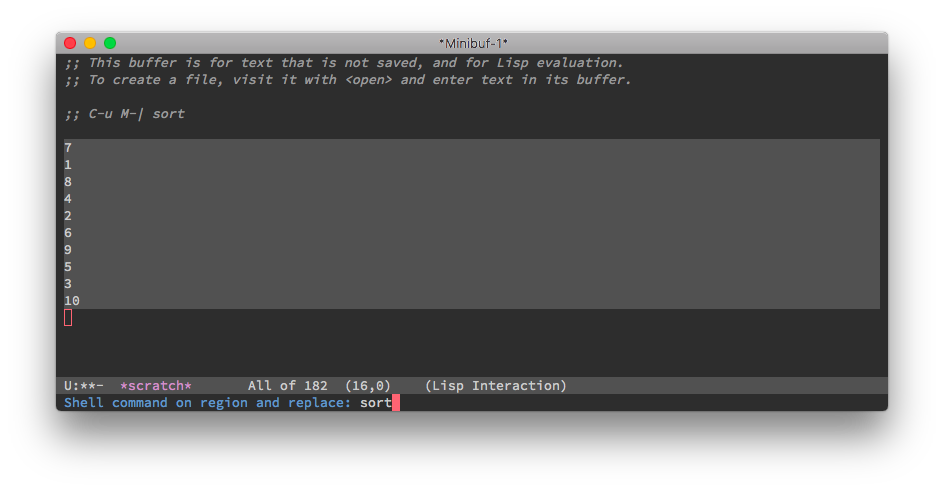 *Minibuf-1*
;; This buffer is for text that is not saved, and for Lisp evaluation.
;; To create a file, visit it with <open> and enter text in its buffer.
;; C-u M-| sort
7
1
8
4
2
6
9
5
3
10
U:**-  *scratch*       All of 182  (16,0)    (Lisp Interaction)
Shell command on region and replace: sort